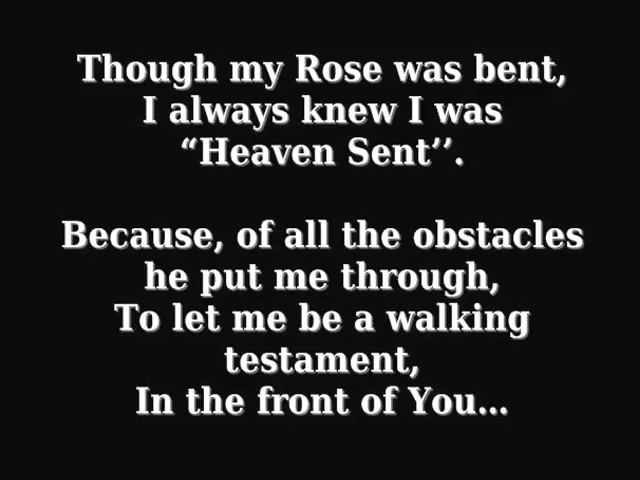 Though my Rose was bent,
I always knew I was
“Heaven Sent’’.
Because, of all the obstacles
he put me through,
To let me be a walking
testament,
In the front of You...